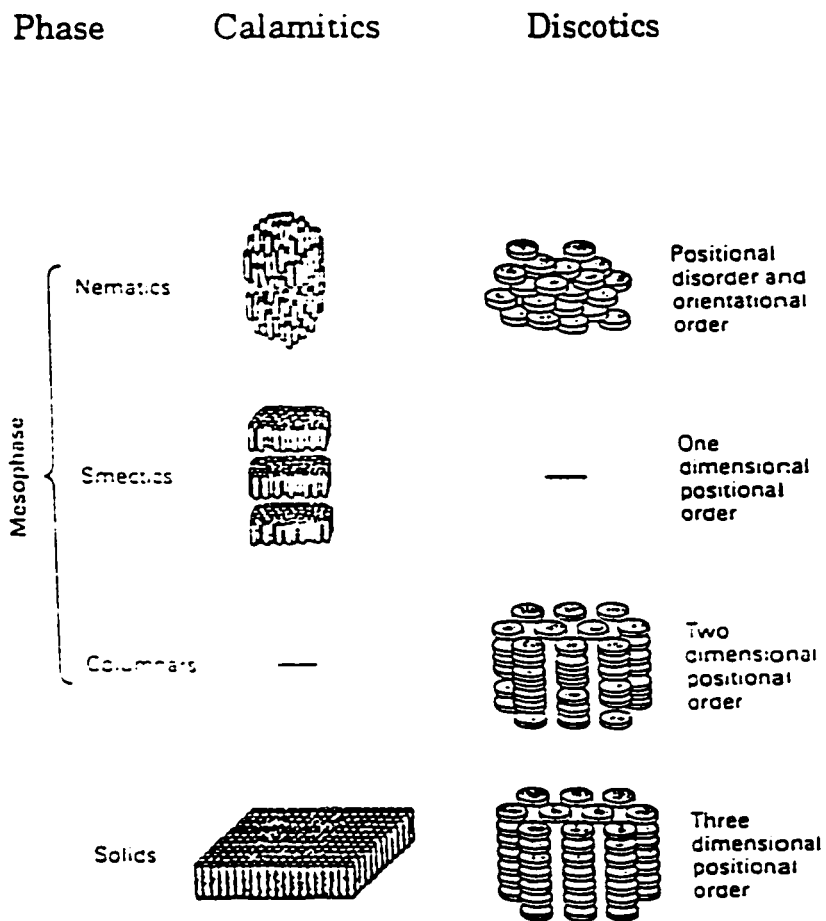 Phase Calamitics Discotics
Nematics
Positional
disorder and
orientational
order
Mesophase
Smectics
—
One
dimensional
positional
order
Columnars
—
Two
dimensional
positional
order
Solids
Three
dimensional
positional
order